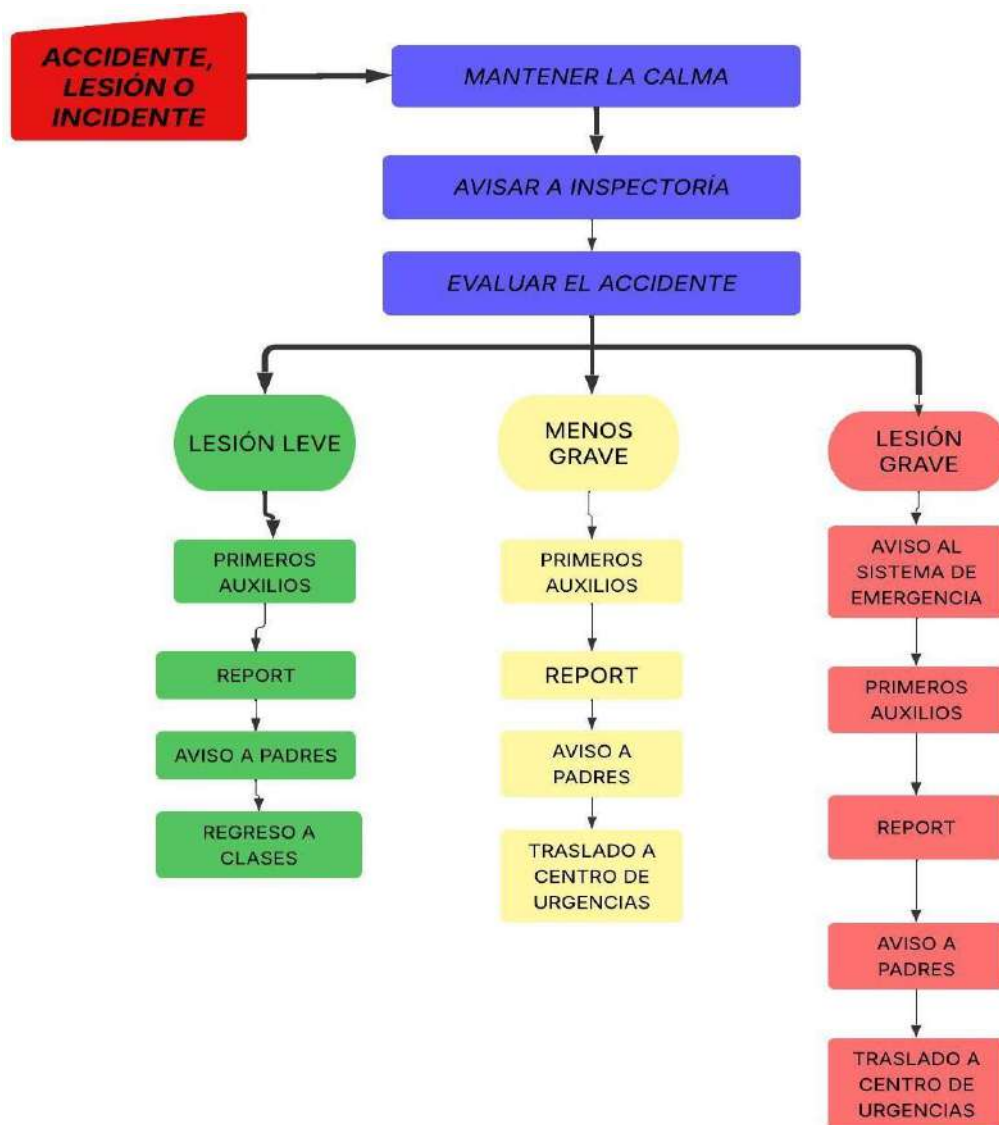 ACCIDENTE,
LESIÓN O
INCIDENTE
MANTENER LA CALMA
AVISAR A INSPECTORÍA
EVALUAR EL ACCIDENTE
LESIÓN LEVE
PRIMEROS
AUXILIOS
REPORT
AVISO A PADRES
REGRESO A
CLASES
MENOS
GRAVE
PRIMEROS
AUXILIOS
REPORT
AVISO A
PADRES
TRASLADO A
CENTRO DE
URGENCIAS
LESIÓN
GRAVE
AVISO AL
SISTEMA DE
EMERGENCIA
PRIMEROS
AUXILIOS
REPORT
AVISO A
PADRES
TRASLADO A
CENTRO DE
URGENCIAS